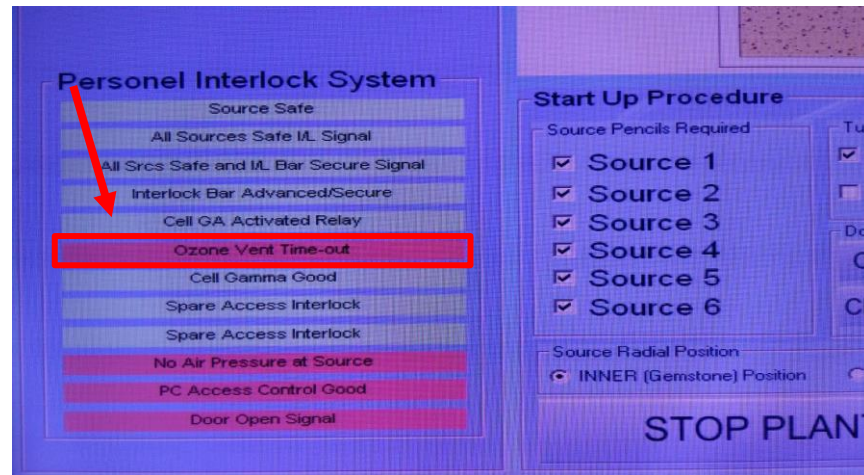 Personel Interlock System
Source Safe
All Sources Safe I/L Signal
All Srcs Safe and I/L Bar Secure Signal
Interlock Bar Advanced/Secure
Cell GA Activated Relay
Ozone Vent Time-out
Cell Gamma Good
Spare Access Interlock
Spare Access Interlock
No Air Pressure at Source
PC Access Control Good
Door Open Signal
Start Up Procedure
Source Pencils Required
Source 1
Source 2
Source 3
Source 4
Source 5
Source 6
Source Radial Position
INNER (Gemstone) Position
STOP PLANT